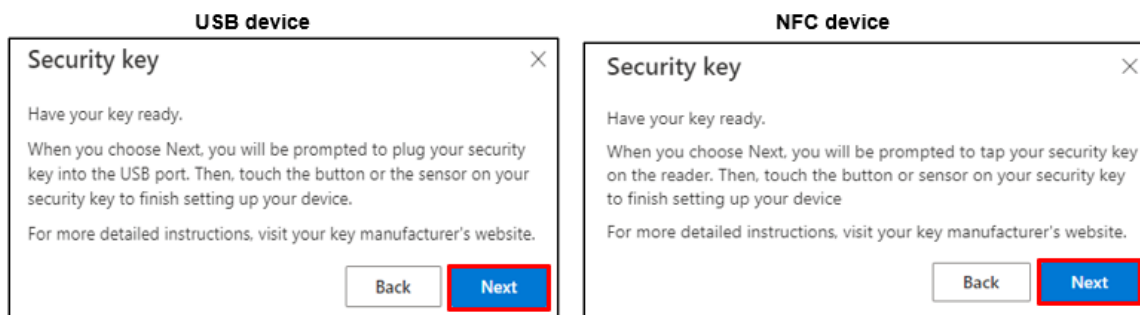 USB device
Security key
Have your key ready.
When you choose Next, you will be prompted to plug your security
key into the USB port. Then, touch the button or the sensor on your
security key to finish setting up your device.
For more detailed instructions, visit your key manufacturer's website.
Back
Next
NFC device
Security key
Have your key ready.
When you choose Next, you will be prompted to tap your security key
on the reader. Then, touch the button or sensor on your security key
to finish setting up your device
For more detailed instructions, visit your key manufacturer's website.
Back
Next